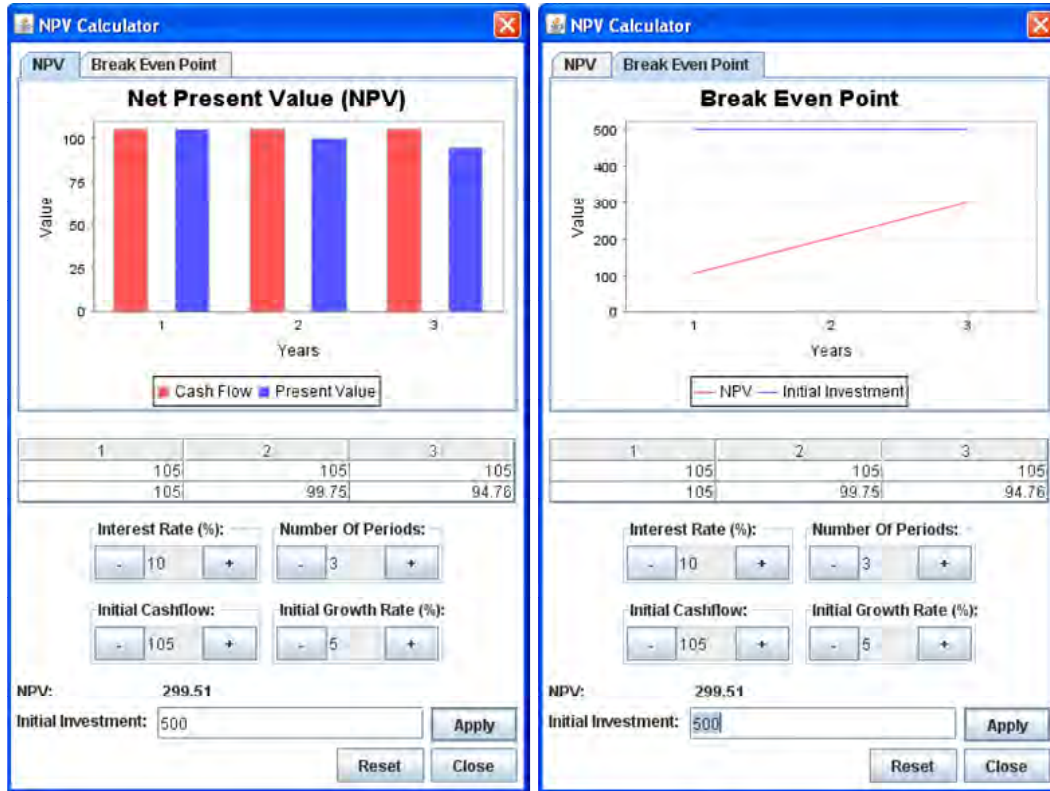 NPV Calculator
NPV Break Even Point
Net Present Value (NPV)
100
75
50
25
0
Value
1 2 3
Years
Cash Flow Present Value
1 2 3
105 105 105
105 99.75 94.76
Interest Rate (%): Number Of Periods:
- 10 + - 3 +
Initial Cashflow: Initial Growth Rate (%):
- 105 + - 5 +
NPV: 299.51
Initial Investment: 500 Apply
Reset Close
NPV Calculator
NPV Break Even Point
Break Even Point
500
400
300
200
100
0
Value
1 2 3
Years
NPV Initial Investment
1 2 3
105 105 105
105 99.75 94.76
Interest Rate (%): Number Of Periods:
- 10 + - 3 +
Initial Cashflow: Initial Growth Rate (%):
- 105 + - 5 +
NPV: 299.51
Initial Investment: 500 Apply
Reset Close